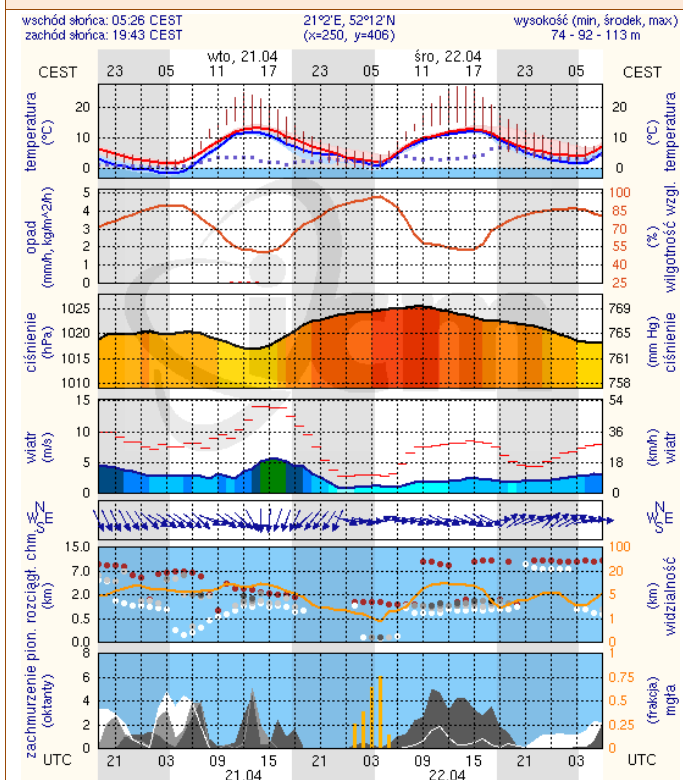 wschód słońca: 05:26 CEST
zachód słońca: 19:43 CEST
21°2'E, 52°12'N
(x=250, y=406)
wysokość (min, środek, max)
74 - 92 - 113 m
wto, 21.04 śro, 22.04
CEST 23 05 11 17 23 05 11 17 23 05 CEST
temperatura
(°C)
20
10
0
20
10
0
(°C)
temperatura
opad
(mm/h, kg/m^2/h)
5
4
3
2
1
0
100
85
70
55
40
25
(%)
wilgotność wzgl.
icm
ciśnienie
(hPa)
1025
1020
1015
1010
769
765
761
758
(mm Hg)
ciśnienie
wiatr
(m/s)
15
10
5
0
54
36
18
0
(km/h)
wiatr
N
W E
S
N
W E
S
pion. rozciągł. chm
(km)
15.0
7.0
2.0
0.5
0.0
100
20
5
1
0
(km)
widzialność
zachmurzenie
(oktanty)
8
6
4
2
0
1
0.75
0.5
0.25
0
(frakcja)
mgła
UTC 21 03 09 15 21 03 09 15 21 03 UTC
21.04 22.04